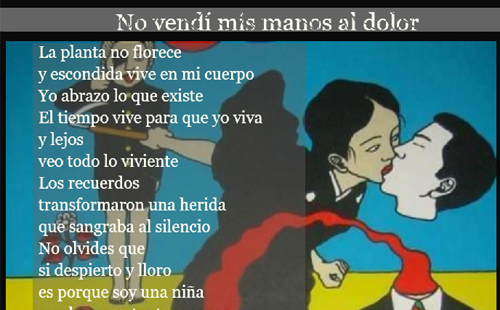 No vendí mis manos al dolor
La planta no florece
y escondida vive en mi cuerpo
Yo abrazo lo que existe
El tiempo vive para que yo viva
y lejos
veo todo lo viviente
Los recuerdos
transformaron una herida
que sangraba al silencio
No olvides que
si despierto y lloro
es porque soy una niña